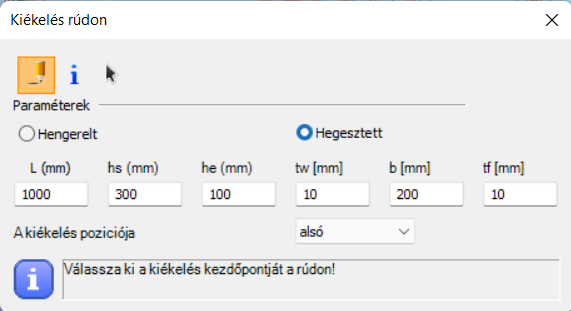 Kiékelés rúdon
Paraméterek
Hengerelt Hegesztett
L (mm) hs (mm) he (mm) tw [mm] b [mm] tf [mm]
1000 300 100 10 200 10
A kiékelés poziciója alsó
Válassza ki a kiékelés kezdőpontját a rúdon!